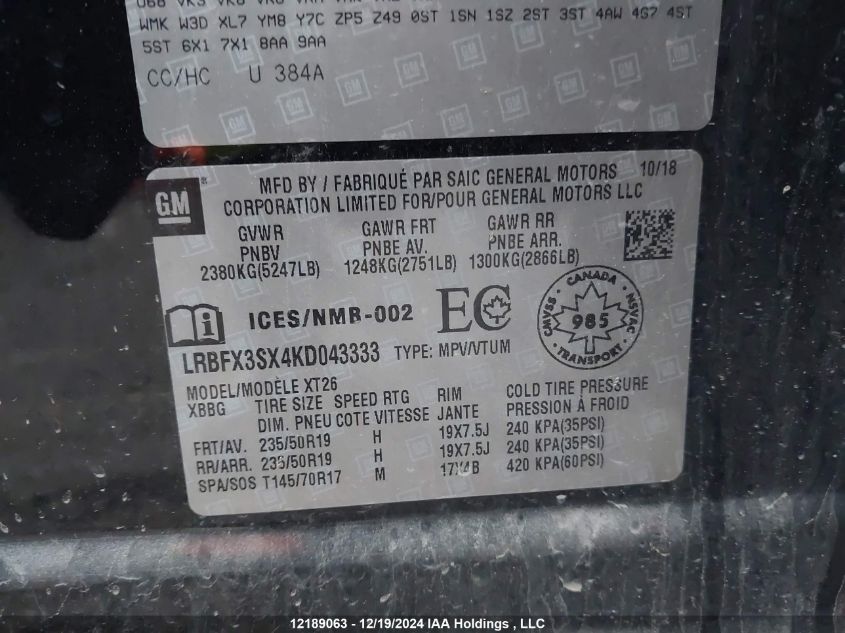 WMK W3D XL7 YM8 Y7C ZP5 Z49 0ST 1SN 1SZ 2ST 3ST 4AW 4G7 4ST
5ST 6X1 7X1 8AA 9AA
CC/HC U 384A
GM
MFD BY / FABRIQUÉ PAR SAIC GENERAL MOTORS 10/18
CORPORATION LIMITED FOR/POUR GENERAL MOTORS LLC
GVWR GAWR FRT GAWR RR
PNBV PNBE AV. PNBE ARR.
2380KG(5247LB) 1248KG(2751LB) 1300KG(2866LB)
i ICES/NMB-002 EC
CANADA
CMVSS 985 NSVAC
TRANSPORT
LRBFX3SX4KD043333 TYPE: MPV/VTUM
MODEL/MODÈLE XT26
XBBG TIRE SIZE SPEED RTG RIM COLD TIRE PRESSURE
DIM. PNEU COTE VITESSE JANTE PRESSION À FROID
FRT/AV. 235/50R19 H 19X7.5J 240 KPA(35PSI)
RR/ARR. 235/50R19 H 19X7.5J 240 KPA(35PSI)
SPA/SOS T145/70R17 M 17X4B 420 KPA(60PSI)
12189063 - 12/19/2024 IAA Holdings, LLC